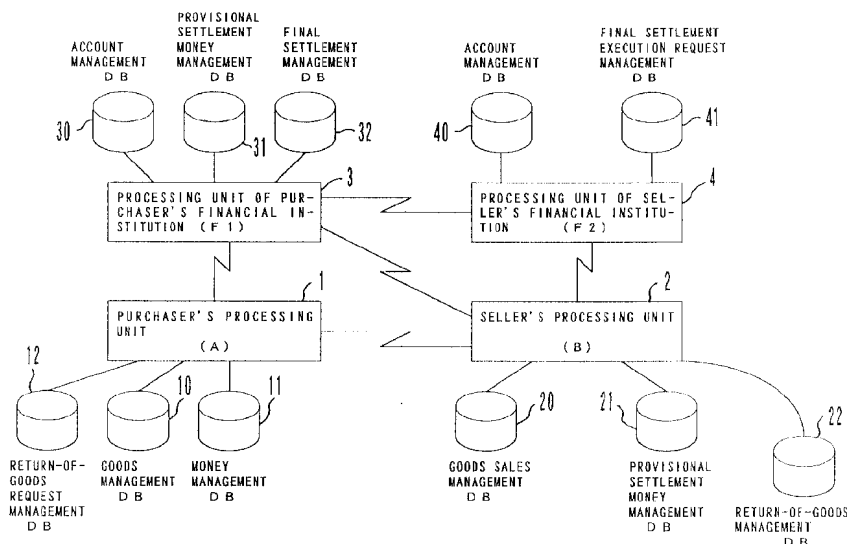 ACCOUNT
MANAGEMENT
D B
PROVISIONAL
SETTLEMENT
MONEY
MANAGEMENT
D B
FINAL
SETTLEMENT
MANAGEMENT
D B
ACCOUNT
MANAGEMENT
D B
FINAL SETTLEMENT
EXECUTION REQUEST
MANAGEMENT
D B
30
31
32
40
41
3
PROCESSING UNIT OF PUR-
CHASER'S FINANCIAL IN-
STITUTION (F1)
4
PROCESSING UNIT OF SEL-
LER'S FINANCIAL INSTITU-
TION (F2)
1
PURCHASER'S PROCESSING
UNIT
(A)
2
SELLER'S PROCESSING UNIT
(B)
12
10
11
20
21
22
RETURN-OF-
GOODS
REQUEST
MANAGEMENT
D B
GOODS
MANAGEMENT
D B
MONEY
MANAGEMENT
D B
GOODS SALES
MANAGEMENT
D B
PROVISIONAL
SETTLEMENT
MONEY
MANAGEMENT
D B
RETURN-OF-GOODS
MANAGEMENT
D B